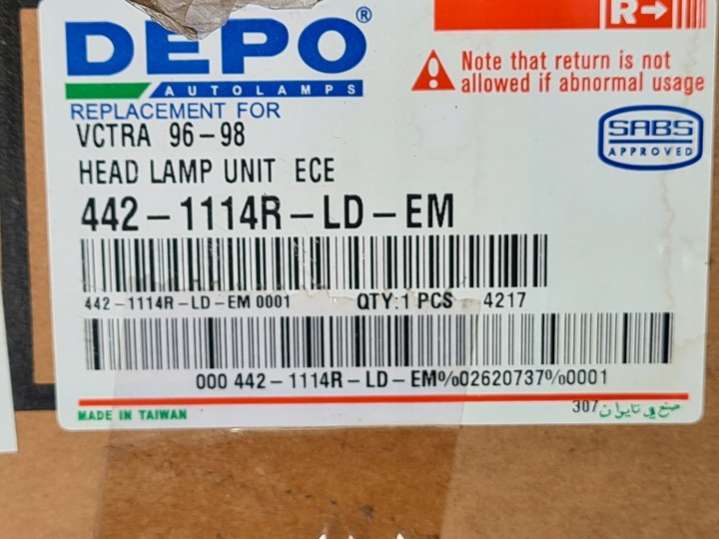 DEPO®
AUTOLAMPS
R→
Note that return is not
allowed if abnormal usage
REPLACEMENT FOR
VCTRA 96-98
SABS
APPROVED
HEAD LAMP UNIT ECE
442-1114R-LD-EM
442-1114R-LD-EM 0001 QTY:1 PCS 4217
000 442-1114R-LD-EM%02620737%0001
MADE IN TAIWAN
307 صنع في تايوان